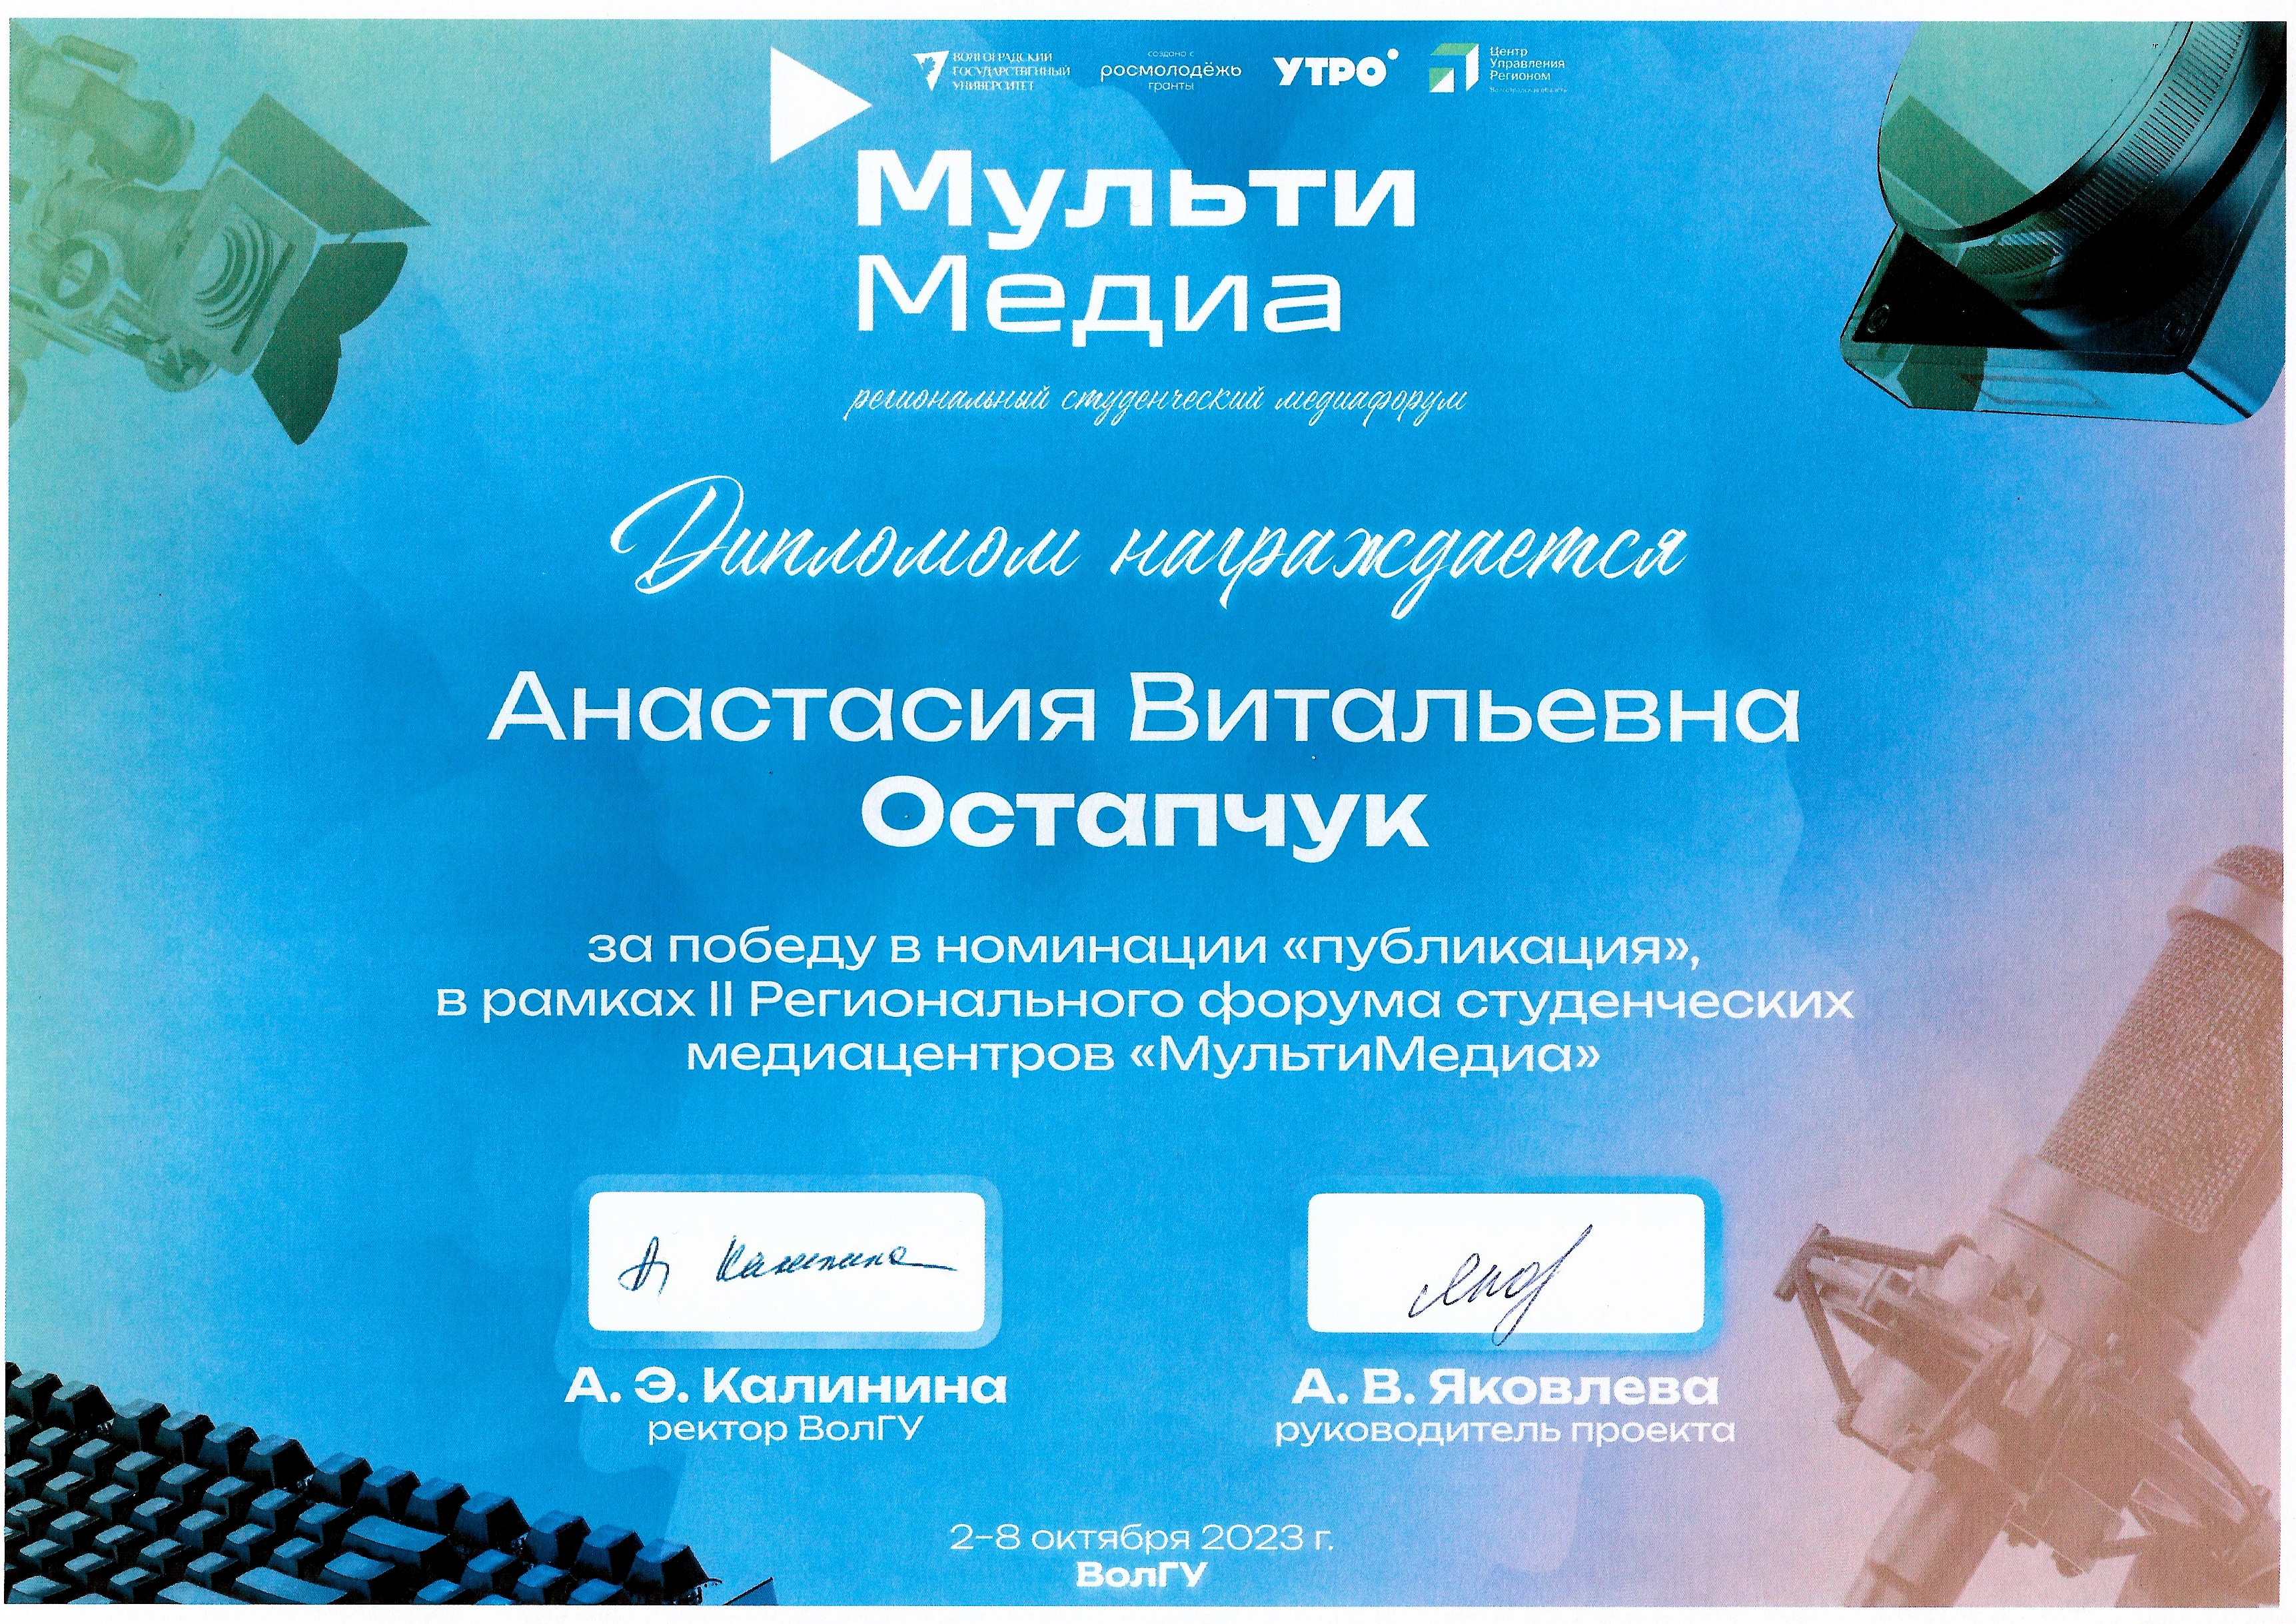 ВОЛГОГРАДСКИЙ
ГОСУДАРСТВЕННЫЙ
УНИВЕРСИТЕТ
создано с
росмолодёжь
гранты
УТРО
Центр
Управления
Регионом
Волгоградская область
Мульти
Медиа
региональный студенческий медиафорум
Дипломом награждается
Анастасия Витальевна
Остапчук
за победу в номинации «публикация»,
в рамках II Регионального форума студенческих
медиацентров «МультиМедиа»
А. Э. Калинина
ректор ВолГУ
А. В. Яковлева
руководитель проекта
2–8 октября 2023 г.
ВолГУ